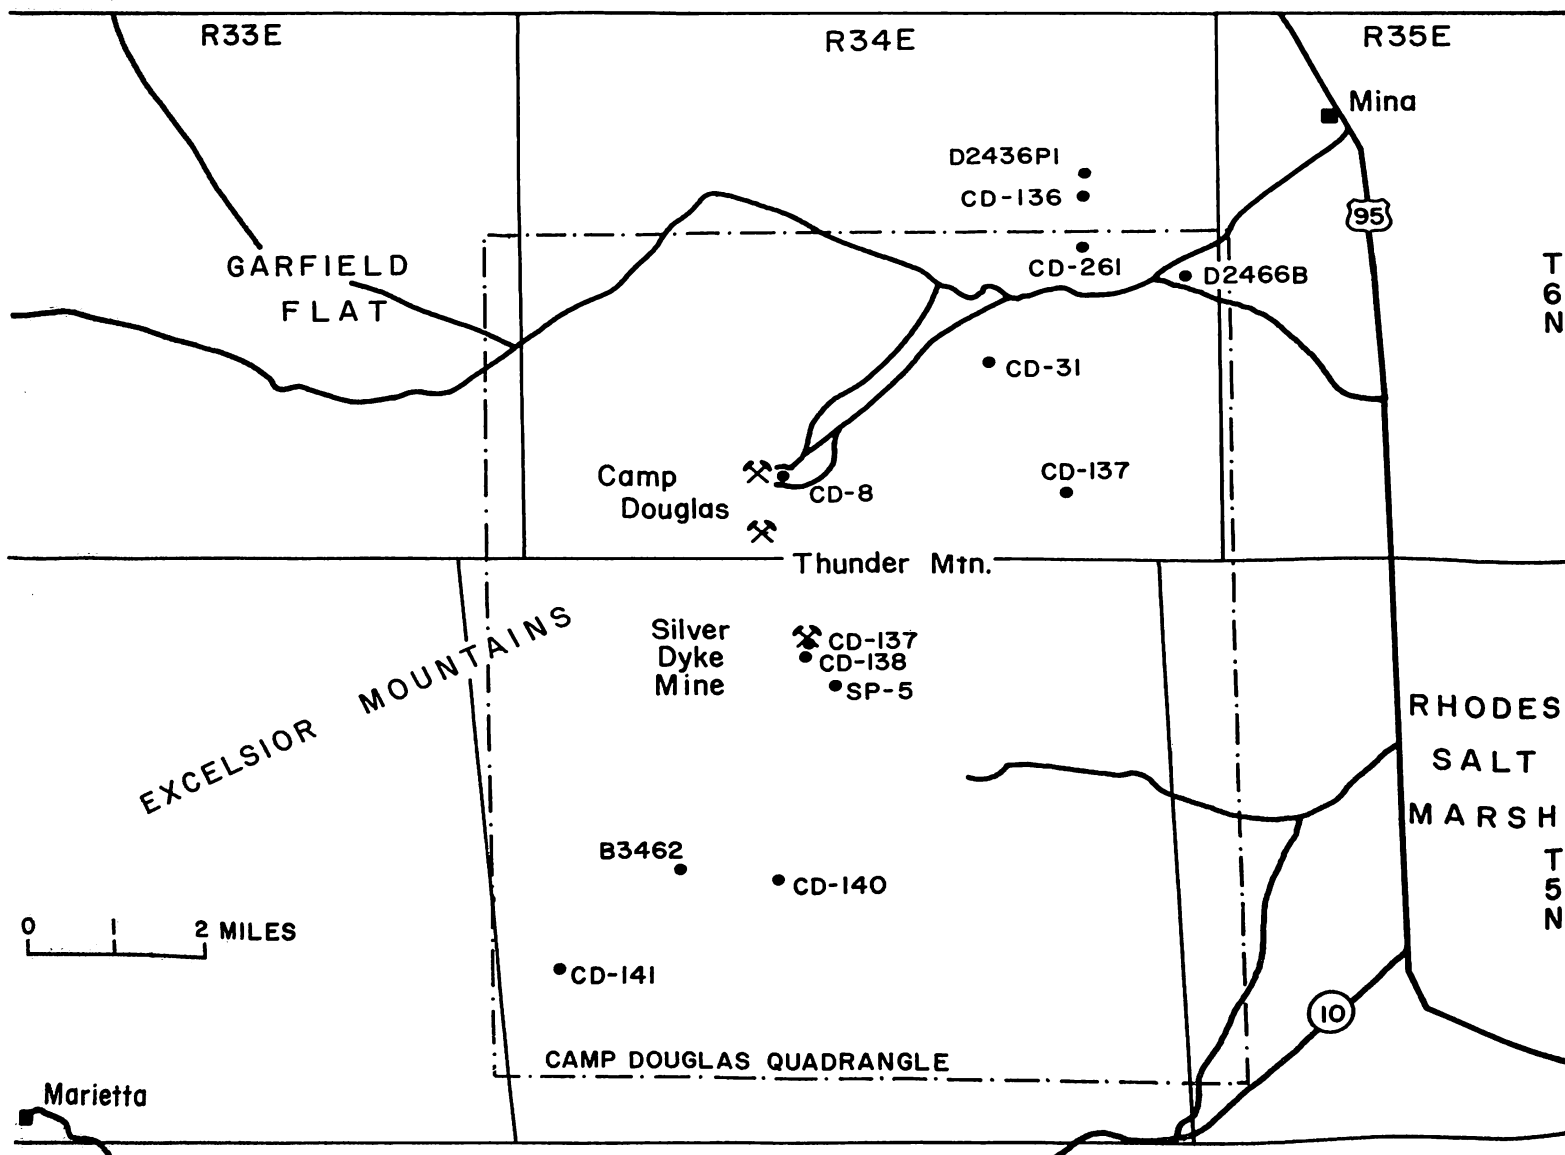 R33E
R34E
R35E
Mina
D2436P1
CD-136
95
GARFIELD
FLAT
CD-261
D2466B
T
6
N
CD-31
Camp
Douglas
CD-8
CD-137
Thunder Mtn.
EXCELSIOR MOUNTAINS
Silver
Dyke
Mine
CD-137
CD-138
SP-5
RHODES
SALT
MARSH
B3462
CD-140
T
5
N
0 1 2 MILES
CD-141
10
CAMP DOUGLAS QUADRANGLE
Marietta